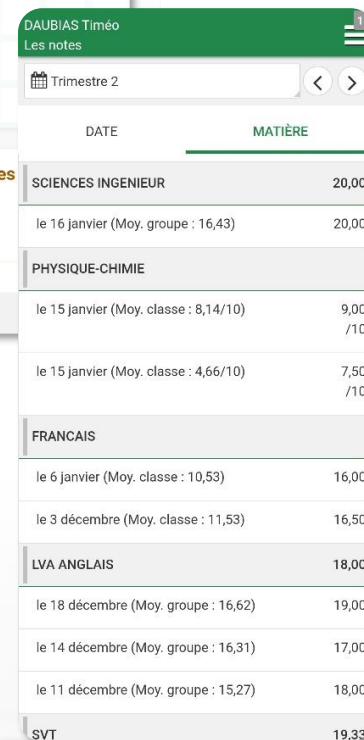 DAUBIAS Timéo
1
Les notes
Trimestre 2
DATE MATIÈRE
es
SCIENCES INGENIEUR 20,00
le 16 janvier (Moy. groupe : 16,43) 20,00
PHYSIQUE-CHIMIE
le 15 janvier (Moy. classe : 8,14/10) 9,00
/10
le 15 janvier (Moy. classe : 4,66/10) 7,50
/10
FRANCAIS
le 6 janvier (Moy. classe : 10,53) 16,00
le 3 décembre (Moy. classe : 11,53) 16,50
LVA ANGLAIS 18,00
le 18 décembre (Moy. groupe : 16,62) 19,00
le 14 décembre (Moy. groupe : 16,31) 17,00
le 11 décembre (Moy. groupe : 15,27) 18,00
SVT 19,33